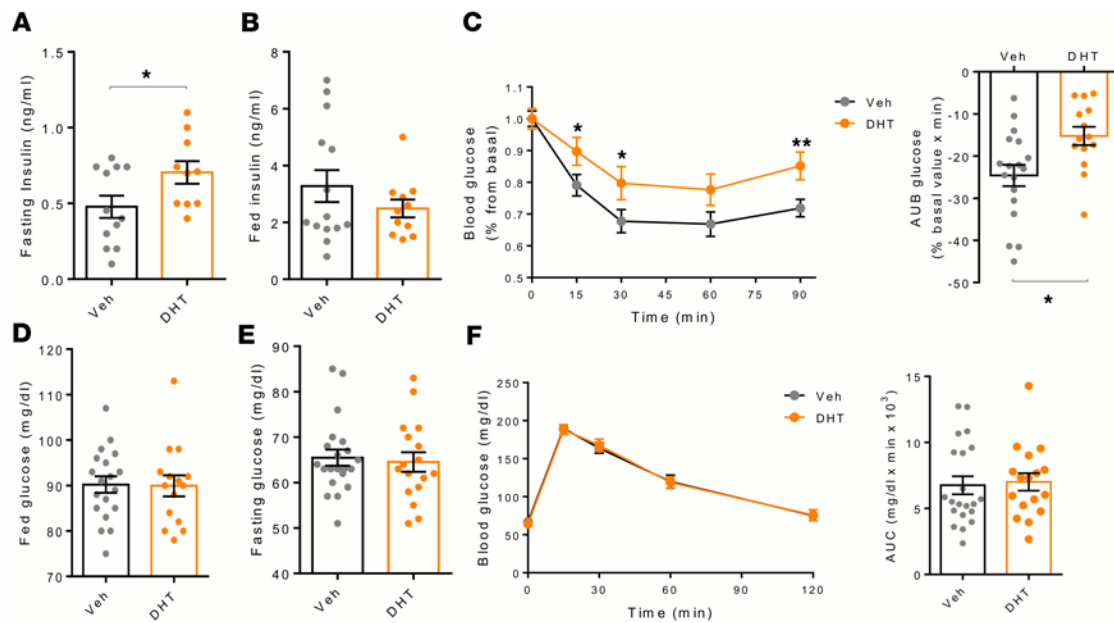 A
Fasting Insulin (ng/ml)
1.5
1.0
0.5
0.0
*
Veh
DHT
B
Fed insulin (ng/ml)
8
6
4
2
0
Veh
DHT
C
Blood glucose
(% from basal)
1.1
1.0
0.9
0.8
0.7
0.6
0.5
*
*
**
Veh
DHT
0 15 30 45 60 75 90
Time (min)
Veh DHT
AUB glucose
(% basal value x min)
0
-10
-20
-30
-40
-50
*
D
Fed glucose (mg/dl)
120
110
100
90
80
70
Veh
DHT
E
Fasting glucose (mg/dl)
90
80
70
60
50
40
Veh
DHT
F
Blood glucose (mg/dl)
250
200
150
100
50
0
Veh
DHT
0 30 60 90 120
Time (min)
AUC (mg/dl x min x 10³)
15
10
5
0
Veh
DHT